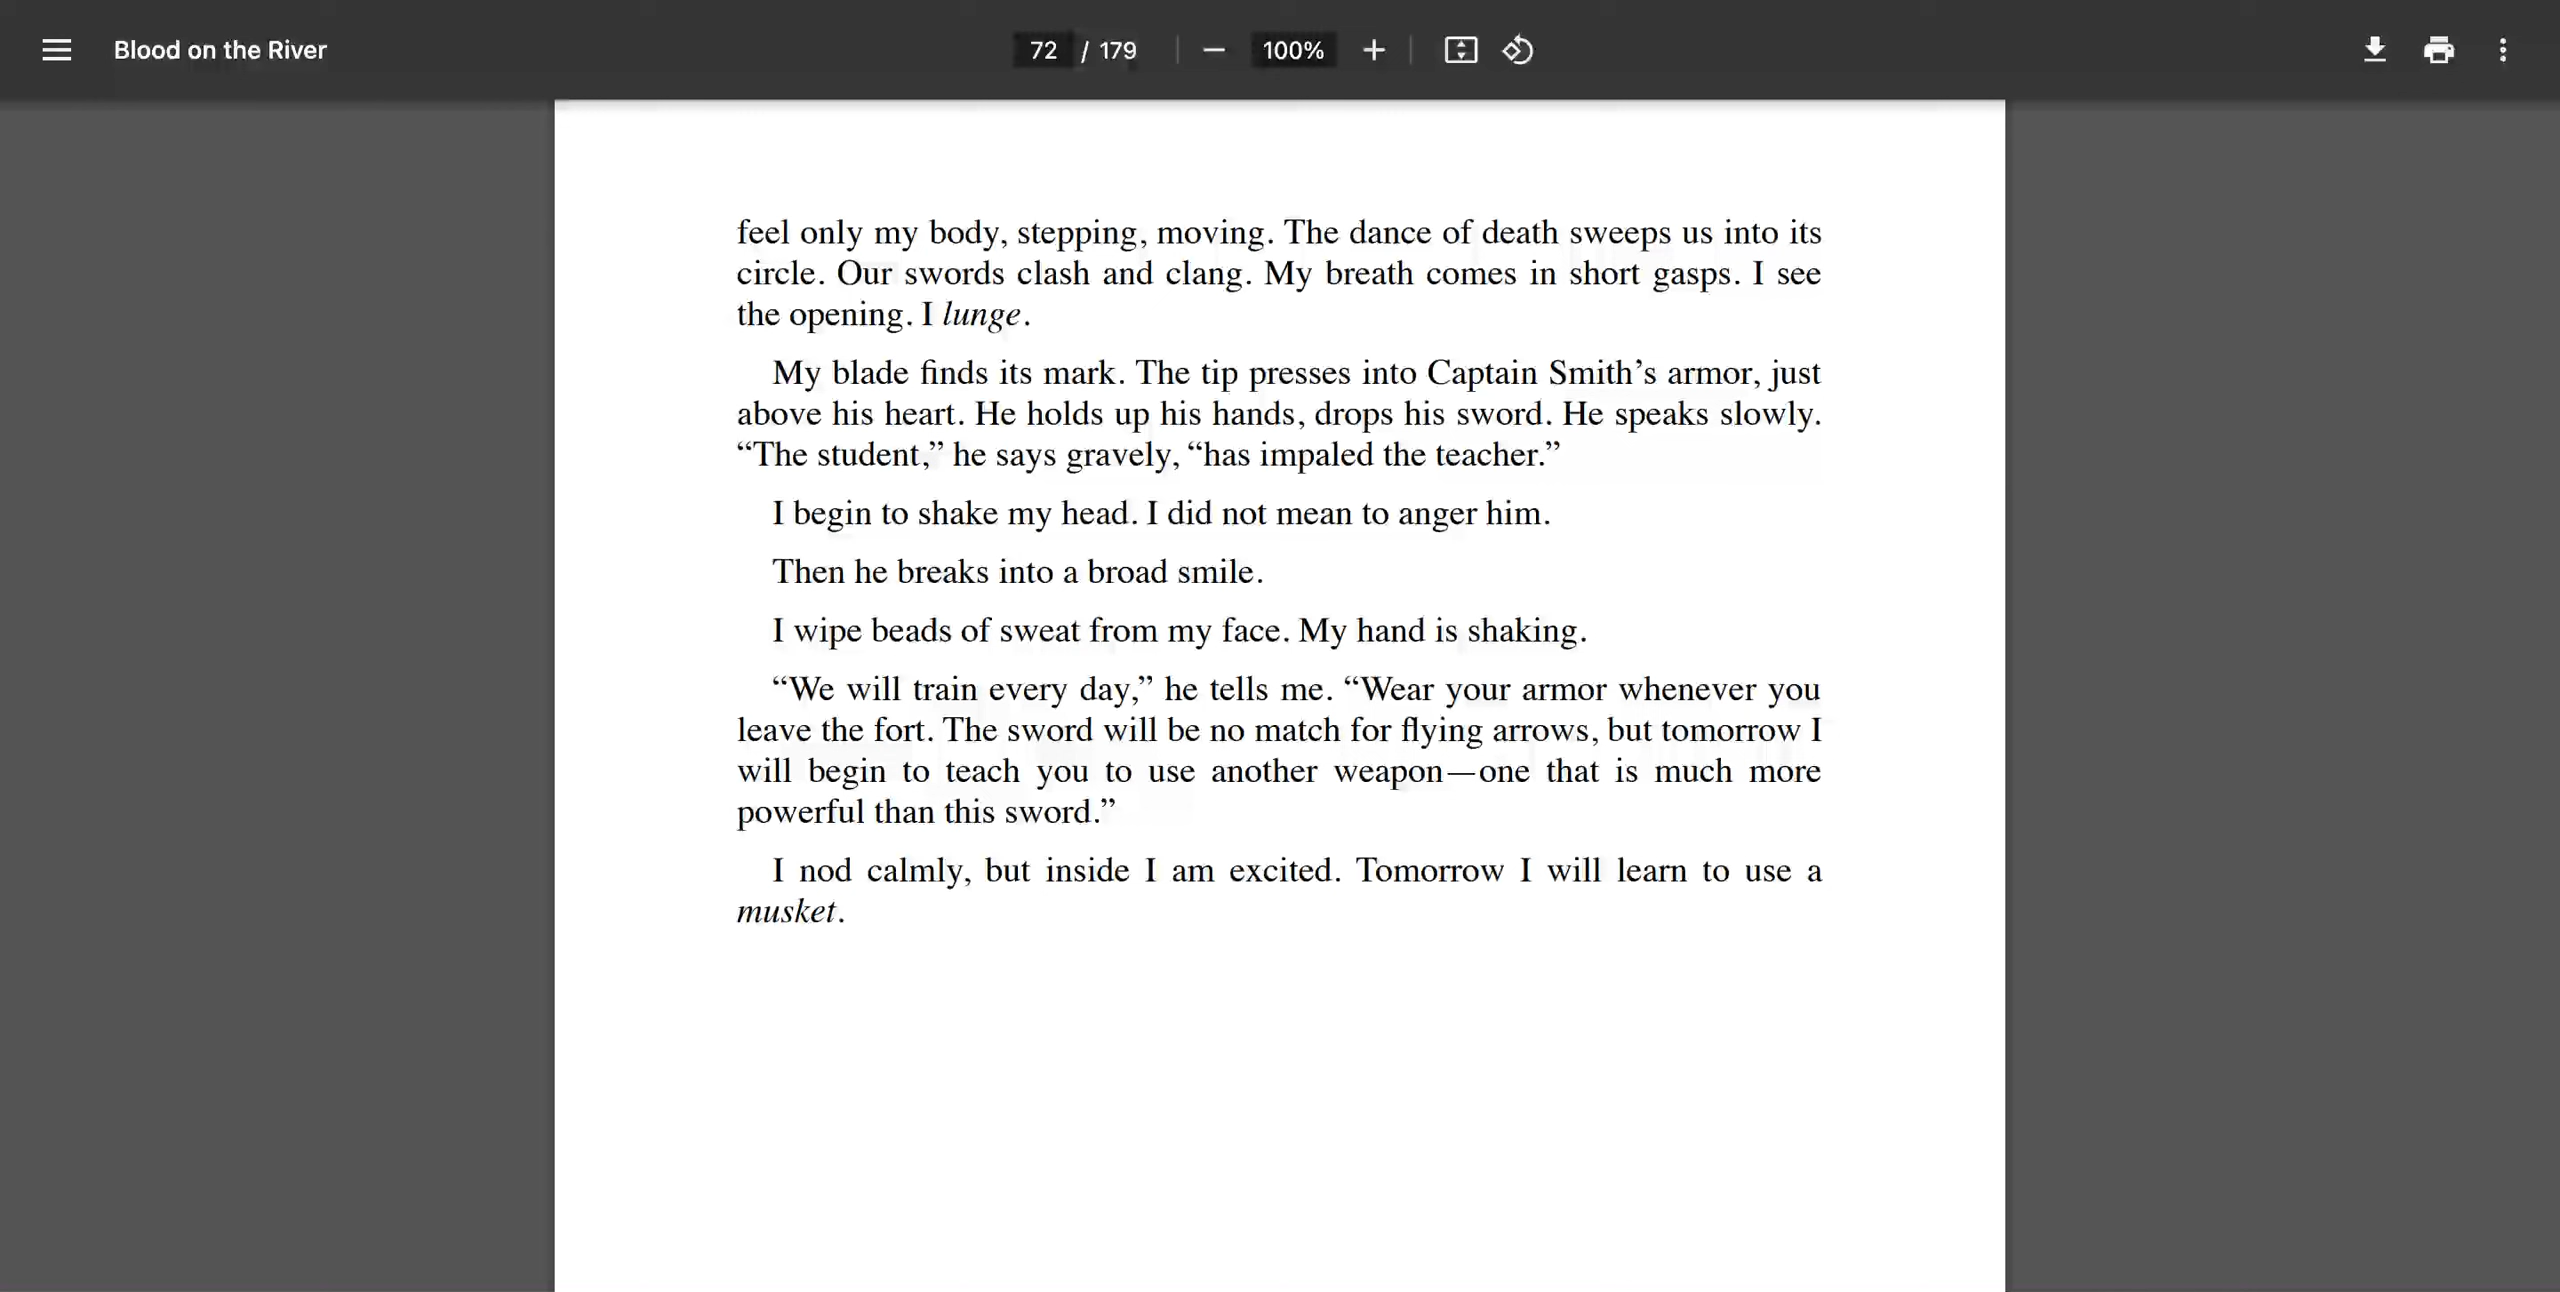 Blood on the River
72 / 179
100%
feel only my body, stepping, moving. The dance of death sweeps us into its
circle. Our swords clash and clang. My breath comes in short gasps. I see
the opening. I lunge.
My blade finds its mark. The tip presses into Captain Smith’s armor, just
above his heart. He holds up his hands, drops his sword. He speaks slowly.
“The student,” he says gravely, “has impaled the teacher.”
I begin to shake my head. I did not mean to anger him.
Then he breaks into a broad smile.
I wipe beads of sweat from my face. My hand is shaking.
“We will train every day,” he tells me. “Wear your armor whenever you
leave the fort. The sword will be no match for flying arrows, but tomorrow I
will begin to teach you to use another weapon—one that is much more
powerful than this sword.”
I nod calmly, but inside I am excited. Tomorrow I will learn to use a
musket.